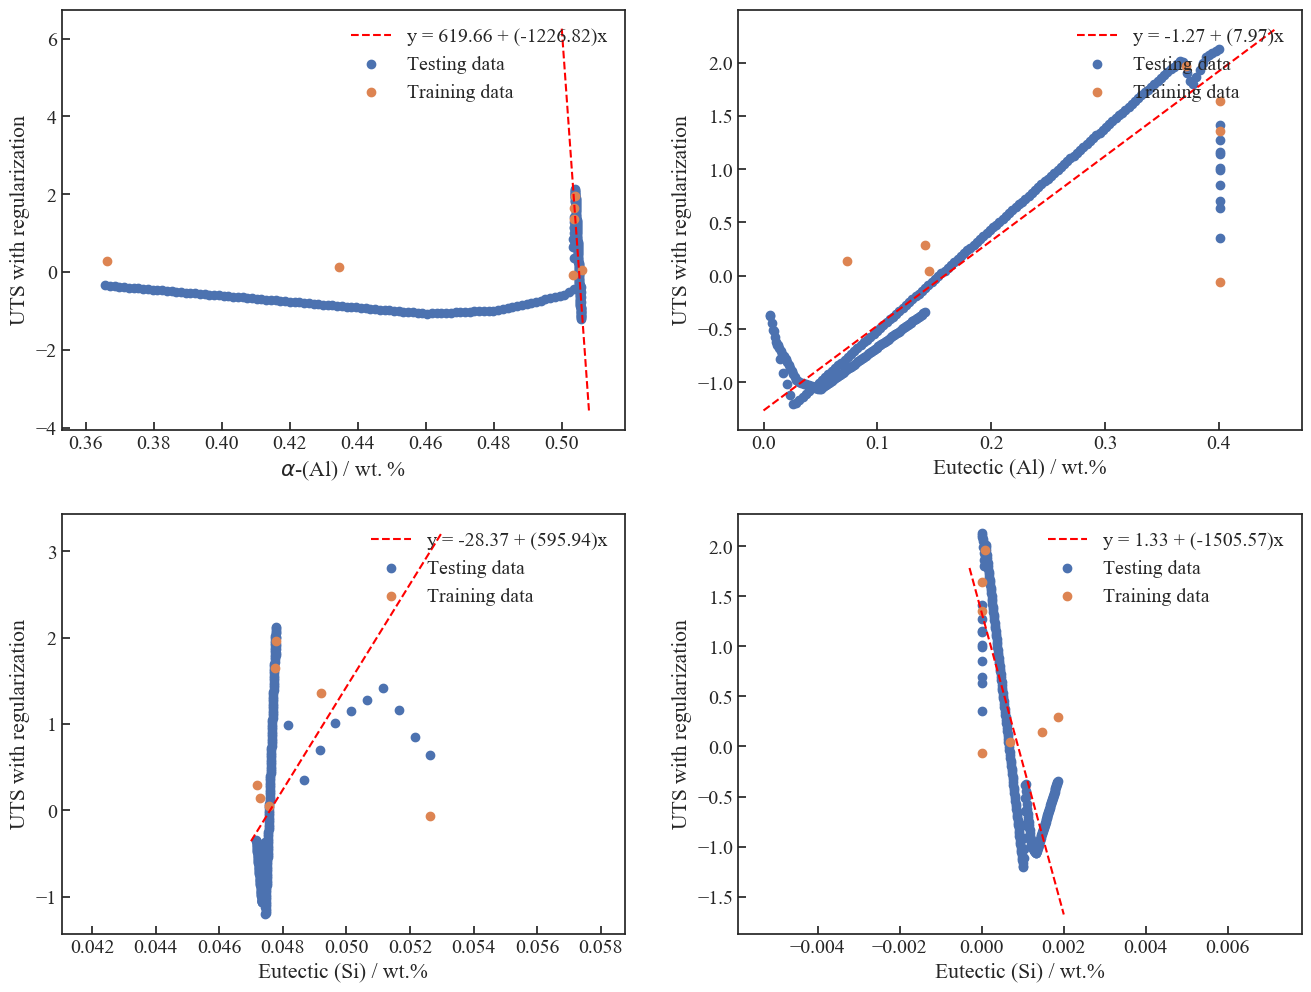 y = 619.66 + (-1226.82)x
Testing data
Training data
UTS with regularization
6
4
2
0
−2
−4
0.36 0.38 0.40 0.42 0.44 0.46 0.48 0.50
α-(Al) / wt. %
y = -1.27 + (7.97)x
Testing data
Training data
UTS with regularization
2.0
1.5
1.0
0.5
0.0
−0.5
−1.0
0.0 0.1 0.2 0.3 0.4
Eutectic (Al) / wt.%
y = -28.37 + (595.94)x
Testing data
Training data
UTS with regularization
3
2
1
0
−1
0.042 0.044 0.046 0.048 0.050 0.052 0.054 0.056 0.058
Eutectic (Si) / wt.%
y = 1.33 + (-1505.57)x
Testing data
Training data
UTS with regularization
2.0
1.5
1.0
0.5
0.0
−0.5
−1.0
−1.5
−0.004 −0.002 0.000 0.002 0.004 0.006
Eutectic (Si) / wt.%